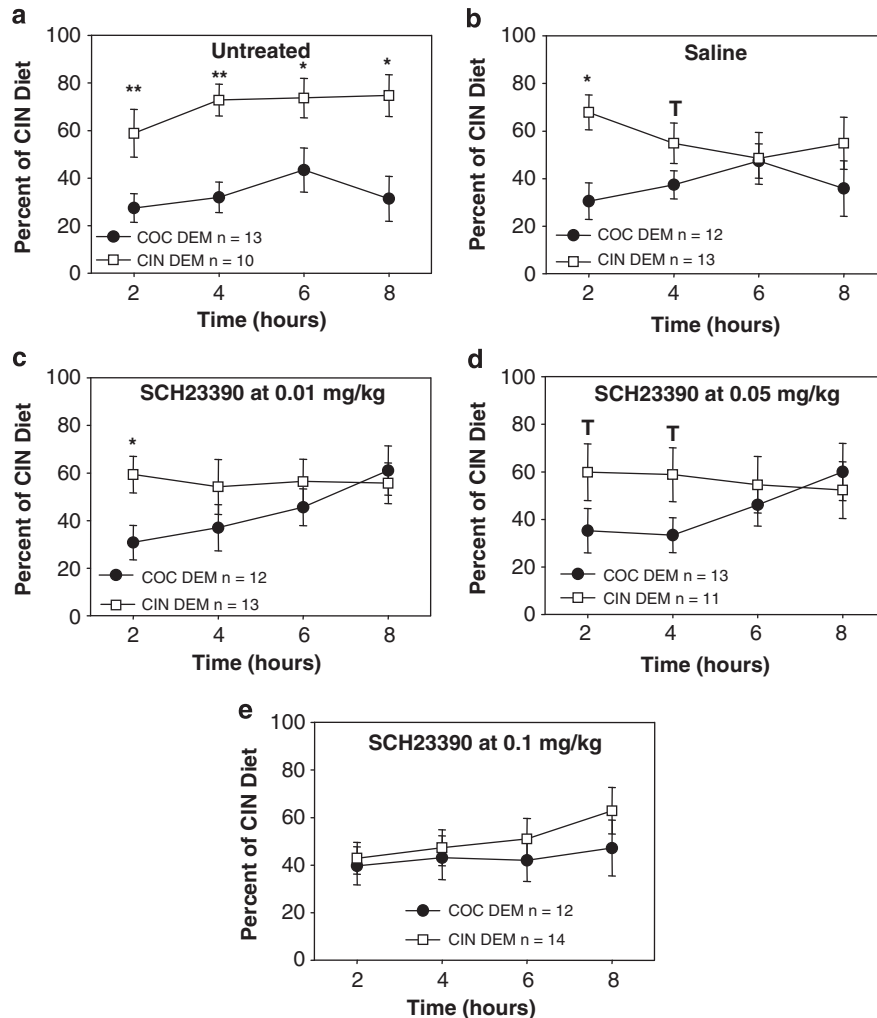 a
Untreated
Percent of CIN Diet
100
80
60
40
20
0
** ** * *
COC DEM n = 13
CIN DEM n = 10
2 4 6 8
Time (hours)
b
Saline
Percent of CIN Diet
100
80
60
40
20
0
* T
COC DEM n = 12
CIN DEM n = 13
2 4 6 8
Time (hours)
c
SCH23390 at 0.01 mg/kg
Percent of CIN Diet
100
80
60
40
20
0
*
COC DEM n = 12
CIN DEM n = 13
2 4 6 8
Time (hours)
d
SCH23390 at 0.05 mg/kg
Percent of CIN Diet
100
80
60
40
20
0
T T
COC DEM n = 13
CIN DEM n = 11
2 4 6 8
Time (hours)
e
SCH23390 at 0.1 mg/kg
Percent of CIN Diet
100
80
60
40
20
0
COC DEM n = 12
CIN DEM n = 14
2 4 6 8
Time (hours)